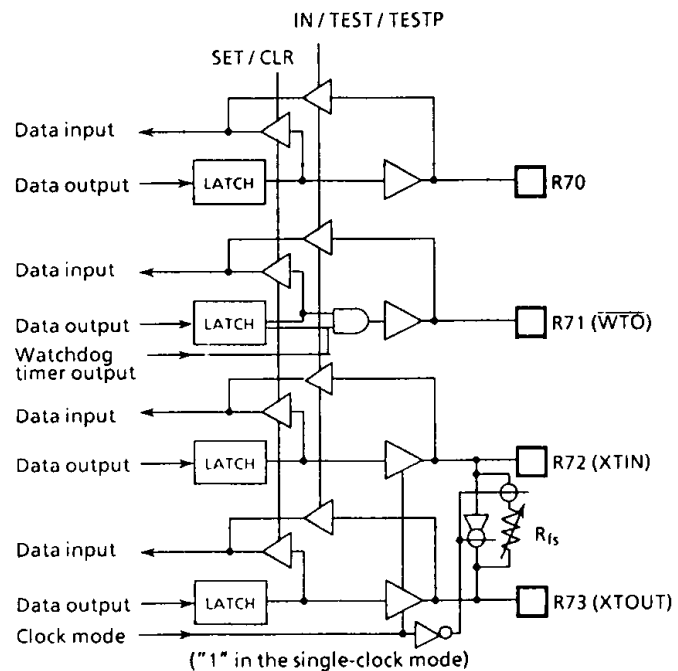 IN / TEST / TESTP
SET / CLR
Data input
Data output
LATCH
R70
Data input
Data output
LATCH
R71 (W̅T̅O̅)
Watchdog
timer output
Data input
Data output
LATCH
R72 (XTIN)
Rfs
Data input
Data output
LATCH
R73 (XTOUT)
Clock mode
("1" in the single-clock mode)